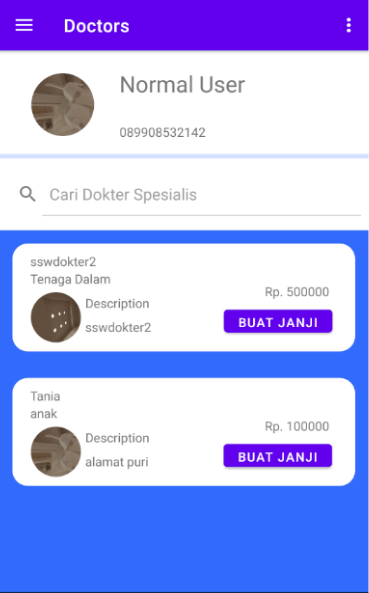 Doctors
Normal User
089908532142
Cari Dokter Spesialis
sswdokter2
Tenaga Dalam
Rp. 500000
Description
sswdokter2
BUAT JANJI
Tania
anak
Rp. 100000
Description
alamat puri
BUAT JANJI